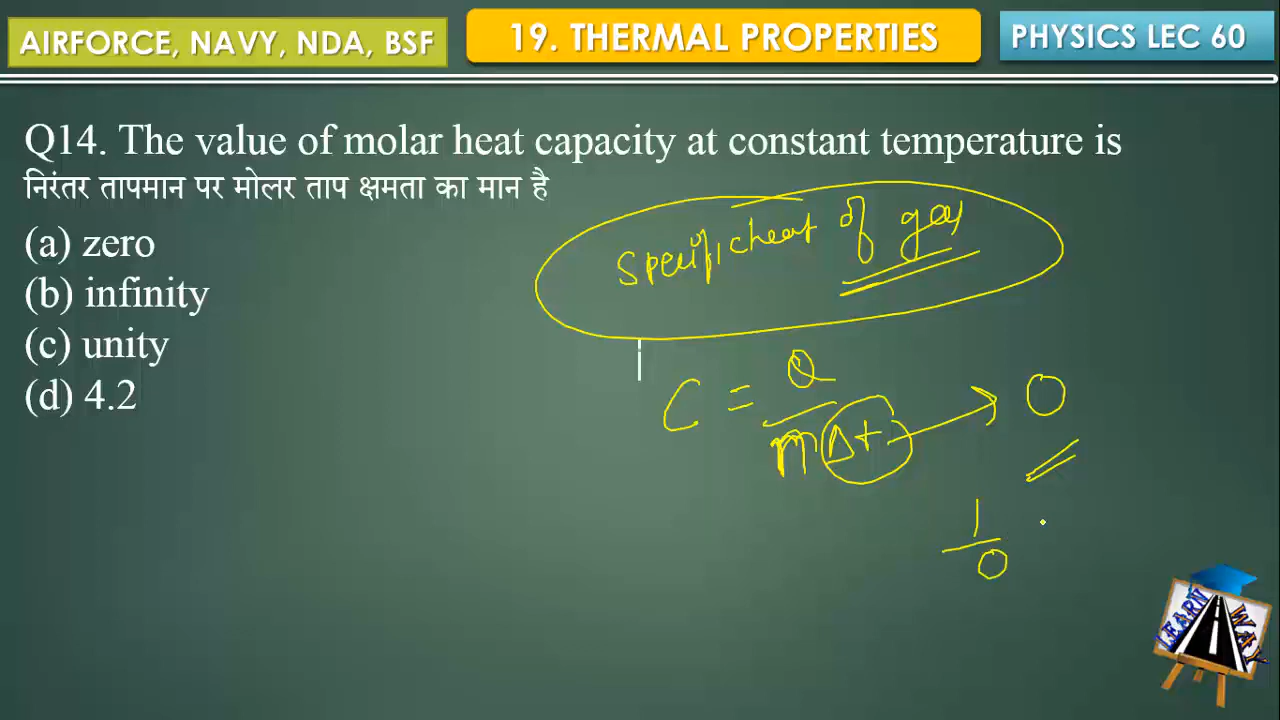 AIRFORCE, NAVY, NDA, BSF
19. THERMAL PROPERTIES
PHYSICS LEC 60
Q14. The value of molar heat capacity at constant temperature is
निरंतर तापमान पर मोलर ताप क्षमता का मान है
(a) zero
(b) infinity
(c) unity
(d) 4.2
Specific heat of gas
C = Q
mΔt → 0
1
0
LEARN WAY